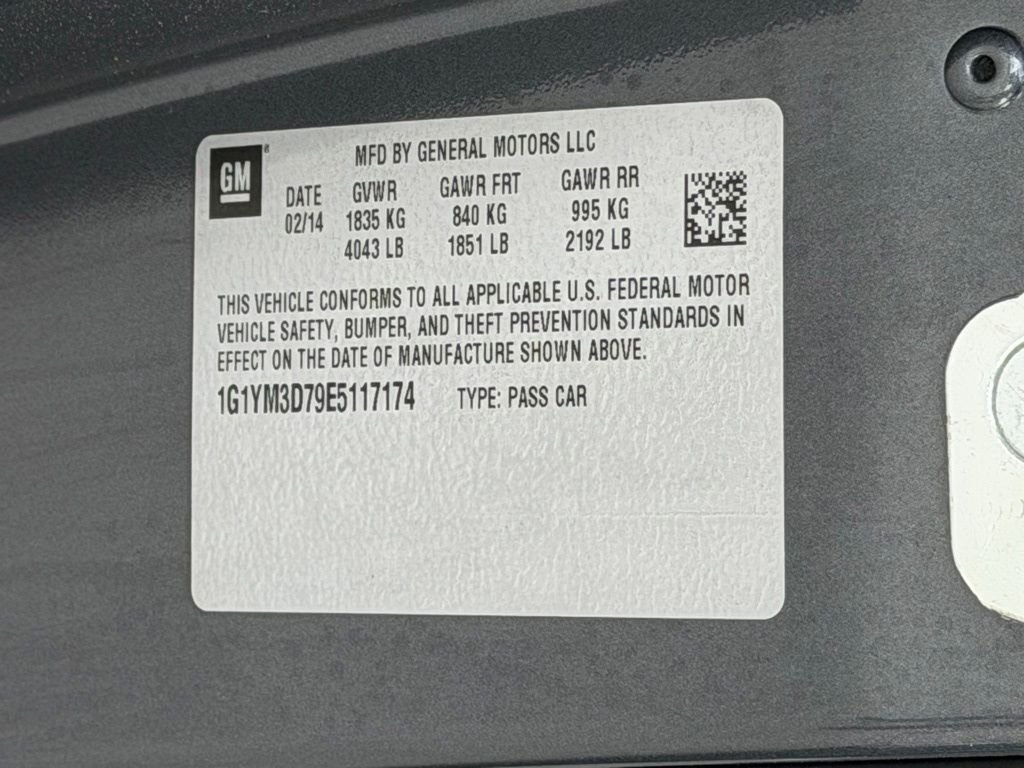 GM
MFD BY GENERAL MOTORS LLC
DATE GVWR GAWR FRT GAWR RR
02/14 1835 KG 840 KG 995 KG
4043 LB 1851 LB 2192 LB
THIS VEHICLE CONFORMS TO ALL APPLICABLE U.S. FEDERAL MOTOR
VEHICLE SAFETY, BUMPER, AND THEFT PREVENTION STANDARDS IN
EFFECT ON THE DATE OF MANUFACTURE SHOWN ABOVE.
1G1YM3D79E5117174 TYPE: PASS CAR